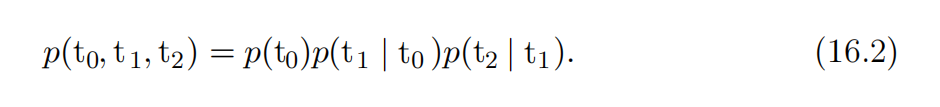 p(t₀, t₁, t₂) = p(t₀)p(t₁ | t₀)p(t₂ | t₁). (16.2)